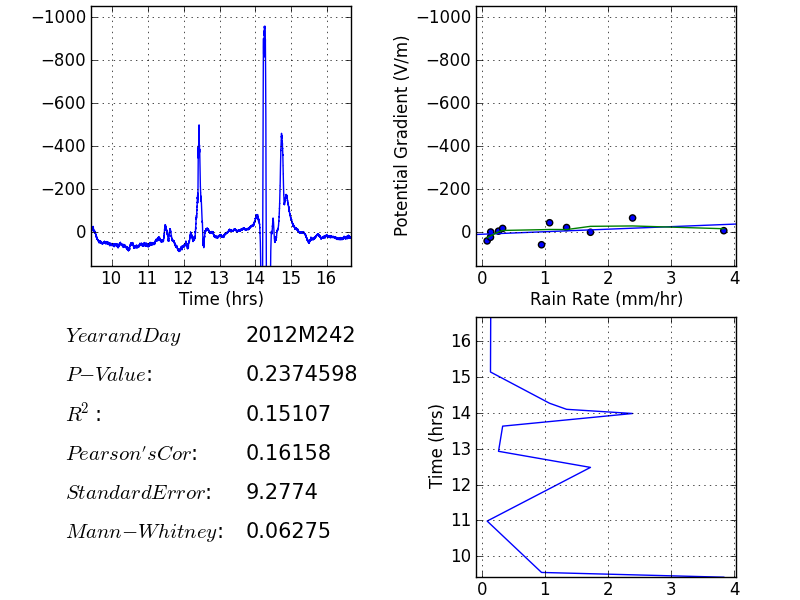 −1000
−800
−600
−400
−200
0
10 11 12 13 14 15 16
Time (hrs)
Potential Gradient (V/m)
−1000
−800
−600
−400
−200
0
0 1 2 3 4
Rain Rate (mm/hr)
YearandDay 2012M242
P−Value: 0.2374598
R²: 0.15107
Pearson'sCor: 0.16158
StandardError: 9.2774
Mann−Whitney: 0.06275
Time (hrs)
16
15
14
13
12
11
10
0 1 2 3 4